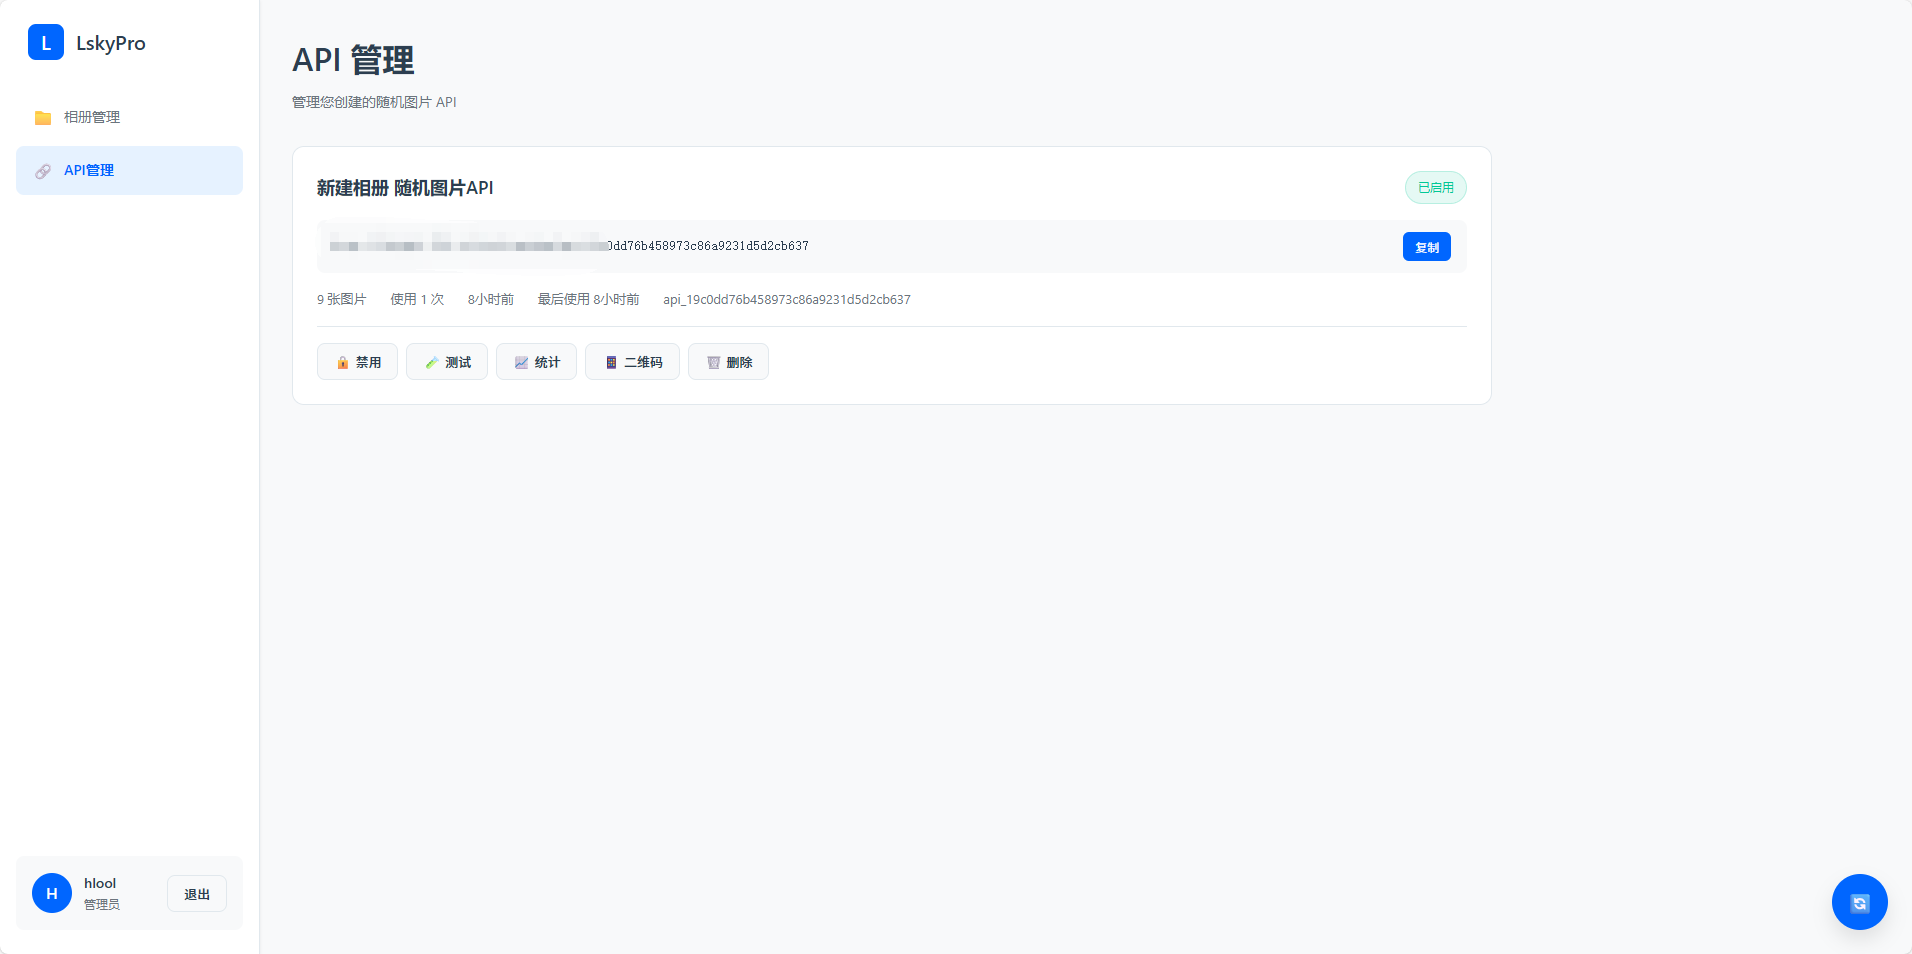 L LskyPro
相册管理
API管理
API 管理
管理您创建的随机图片 API
新建相册 随机图片API
已启用
0dd76b458973c86a9231d5d2cb637
复制
9 张图片 使用 1 次 8小时前 最后使用 8小时前 api_19c0dd76b458973c86a9231d5d2cb637
禁用 测试 统计 二维码 删除
H
hlool
管理员
退出